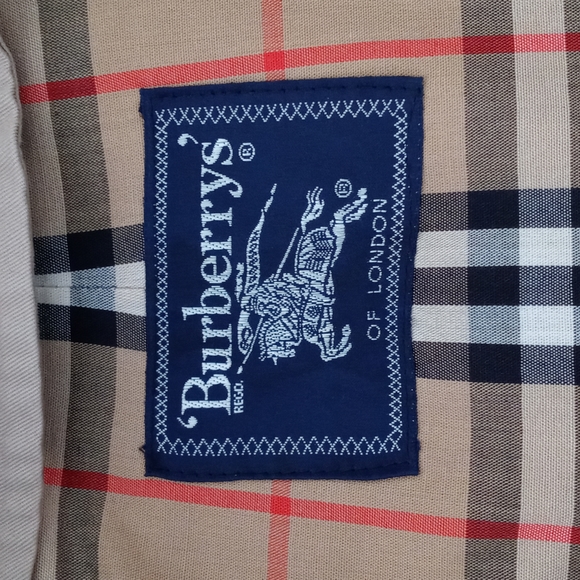 'Burberrys'®
REGD.
®
OF LONDON